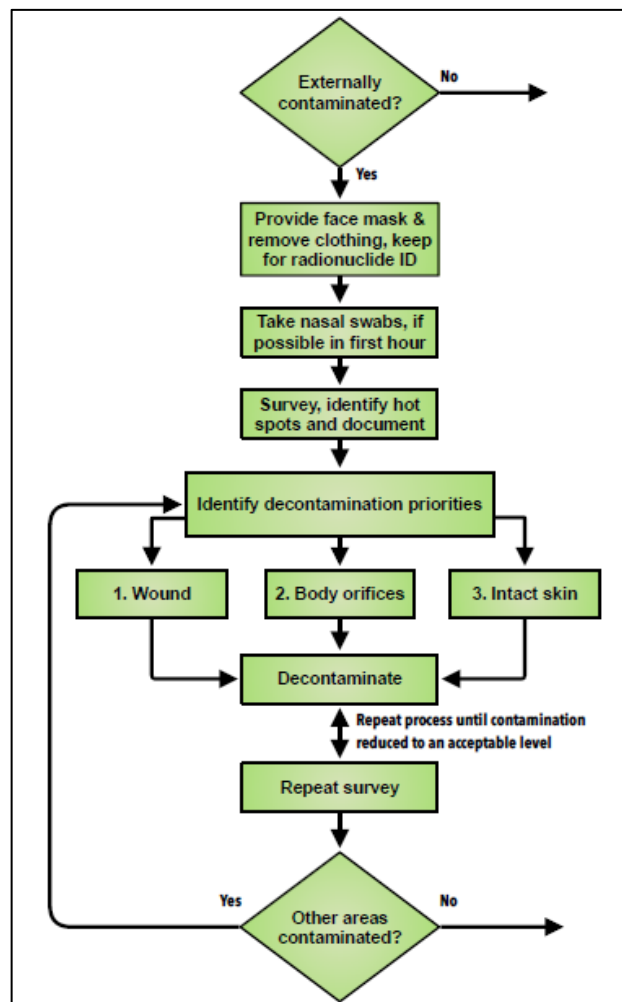 Externally
contaminated?
No
Yes
Provide face mask &
remove clothing, keep
for radionuclide ID
Take nasal swabs, if
possible in first hour
Survey, identify hot
spots and document
Identify decontamination priorities
1. Wound
2. Body orifices
3. Intact skin
Decontaminate
Repeat process until contamination
reduced to an acceptable level
Repeat survey
Yes
No
Other areas
contaminated?